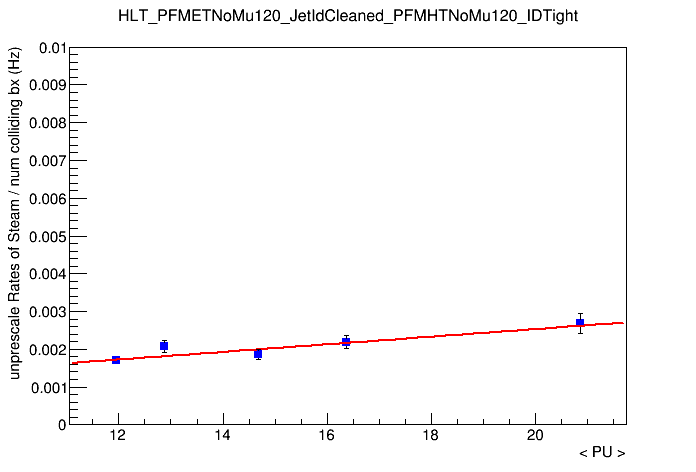 HLT_PFMETNoMu120_JetIdCleaned_PFMHTNoMu120_IDTight
unprescale Rates of Steam / num colliding bx (Hz)
0.01
0.009
0.008
0.007
0.006
0.005
0.004
0.003
0.002
0.001
0
12 14 16 18 20
< PU >